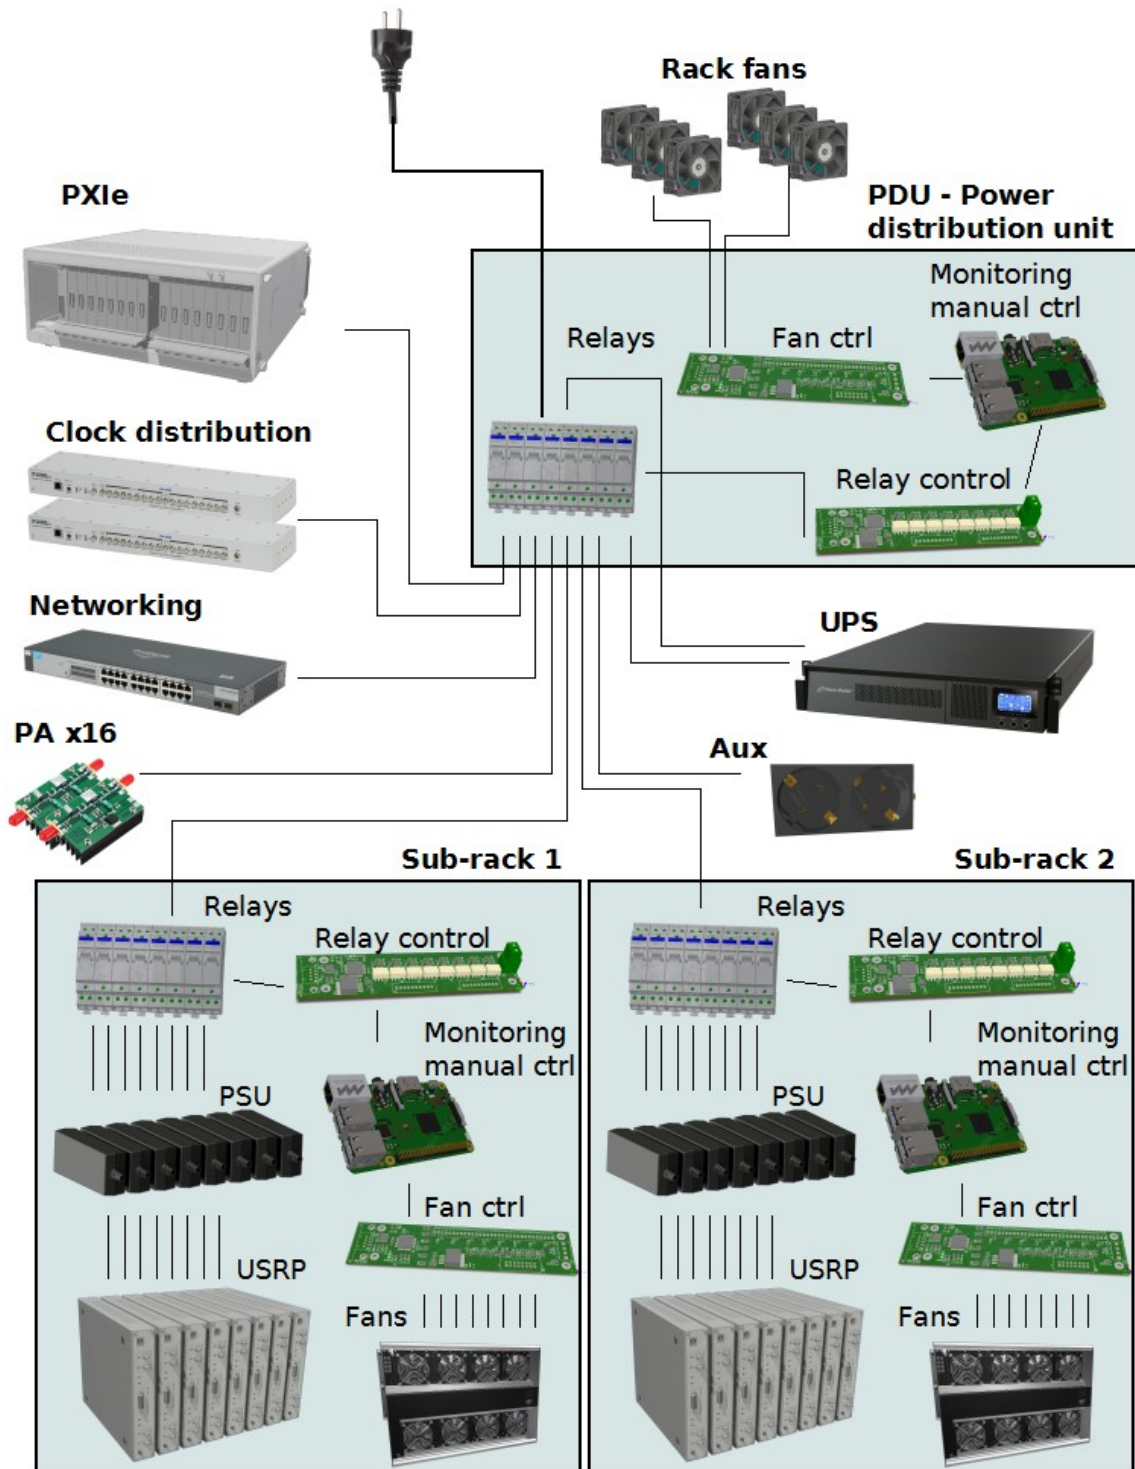 Rack fans
PXIe
PDU - Power
distribution unit
Monitoring
manual ctrl
Relays
Fan ctrl
Clock distribution
Relay control
Networking
UPS
PA x16
Aux
Sub-rack 1
Sub-rack 2
Relays
Relay control
Monitoring
manual ctrl
PSU
Fan ctrl
USRP
Fans
Relays
Relay control
Monitoring
manual ctrl
PSU
Fan ctrl
USRP
Fans